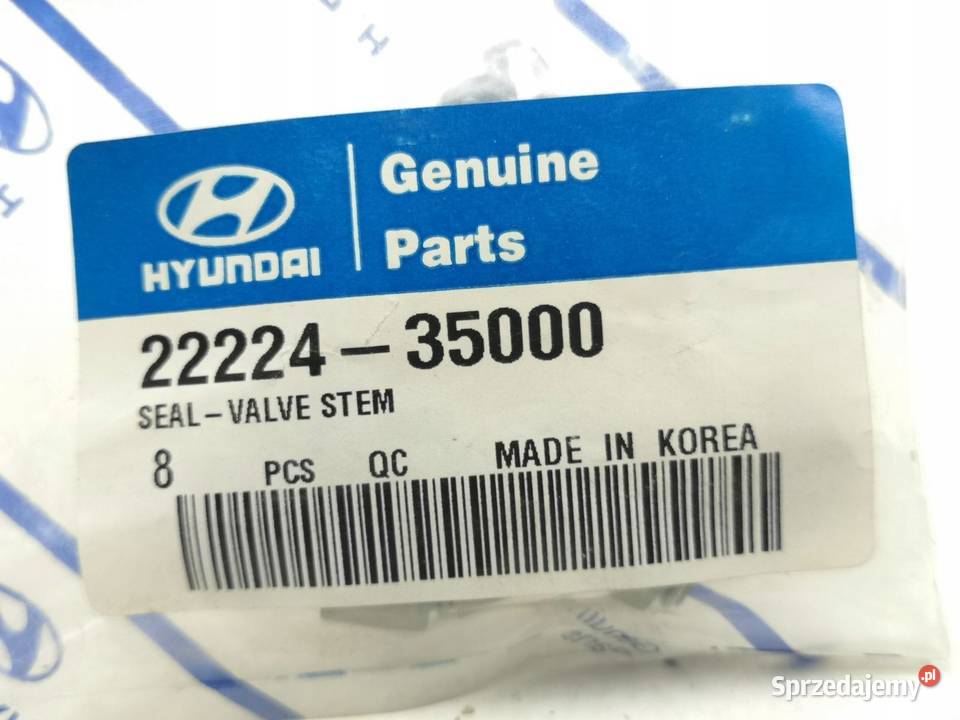 Genuine
Parts
HYUNDAI
22224-35000
SEAL-VALVE STEM
8 PCS QC MADE IN KOREA
Sprzedajemy.pl